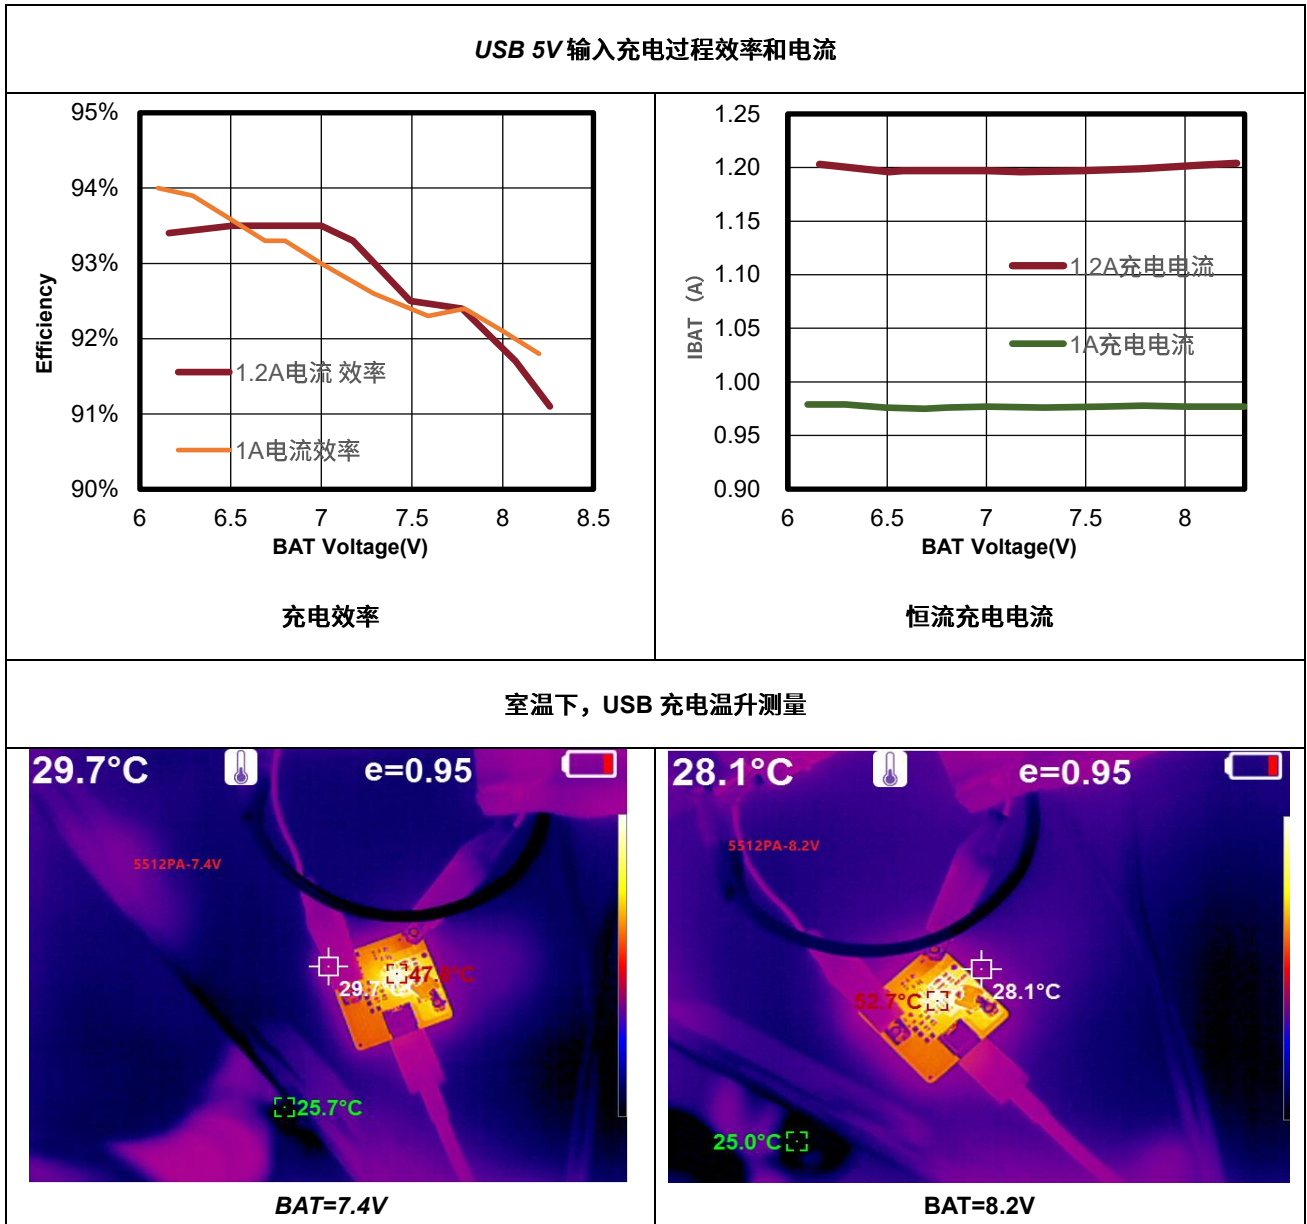 USB 5V 输入充电过程效率和电流
95%
94%
93%
92%
91%
90%
Efficiency
1.2A电流 效率
1A电流效率
6 6.5 7 7.5 8 8.5
BAT Voltage(V)
充电效率
1.25
1.20
1.15
1.10
1.05
1.00
0.95
0.90
IBAT （A）
1.2A充电电流
1A充电电流
6 6.5 7 7.5 8
BAT Voltage(V)
恒流充电电流
室温下，USB 充电温升测量
29.7°C e=0.95
5512PA-7.4V
29.7
25.7°C
BAT=7.4V
28.1°C e=0.95
5512PA-8.2V
52.7°C
28.1°C
25.0°C
BAT=8.2V